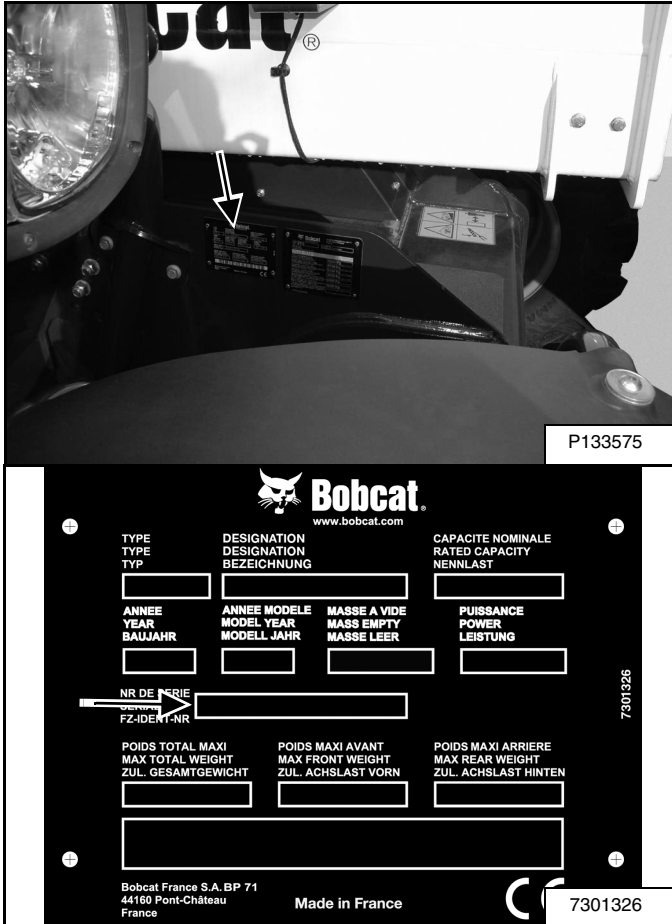 cat®
Bobcat
Bobcat
P133575
Bobcat.
www.bobcat.com
TYPE
TYPE
TYP
DESIGNATION
DESIGNATION
BEZEICHNUNG
CAPACITE NOMINALE
RATED CAPACITY
NENNLAST
ANNEE
YEAR
BAUJAHR
ANNEE MODELE
MODEL YEAR
MODELL JAHR
MASSE A VIDE
MASS EMPTY
MASSE LEER
PUISSANCE
POWER
LEISTUNG
NR DE SERIE
FZ-IDENT-NR
7301326
POIDS TOTAL MAXI
MAX TOTAL WEIGHT
ZUL. GESAMTGEWICHT
POIDS MAXI AVANT
MAX FRONT WEIGHT
ZUL. ACHSLAST VORN
POIDS MAXI ARRIERE
MAX REAR WEIGHT
ZUL. ACHSLAST HINTEN
Bobcat France S.A. BP 71
44160 Pont-Château
France
Made in France
CE
7301326